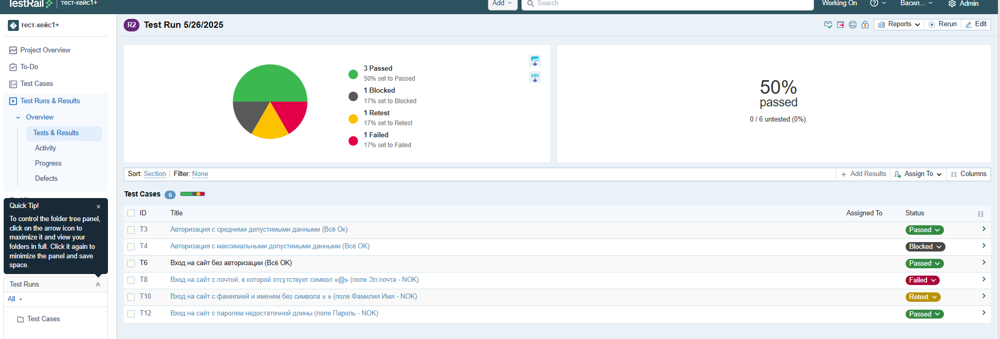 TestRail
тест-кейс1+
Add
Search
Working On
Васил...
Admin
тест-кейс1+
R2
Test Run 5/26/2025
Reports
Rerun
Edit
Project Overview
To-Do
Test Cases
Test Runs & Results
Overview
Tests & Results
Activity
Progress
Defects
3 Passed
50% set to Passed
1 Blocked
17% set to Blocked
1 Retest
17% set to Retest
1 Failed
17% set to Failed
CSV
50%
passed
0 / 6 untested (0%).
Sort: Section
Filter: None
Add Results
Assign To
Columns
Test Cases 6
ID Title Assigned To Status
T3 Авторизация с средними допустимыми данными (Всё Ок) Passed
T4 Авторизация с максимальными допустимыми данными (Всё ОК) Blocked
T6 Вход на сайт без авторизации (Всё ОК) Passed
T8 Вход на сайт с почтой, в которой отсутствует символ «@» (поле Эл.почта - NOK) Failed
T10 Вход на сайт с фамилией и именем без символа « » (поле Фамилия Имя - NOK) Retest
T12 Вход на сайт с паролем недостаточной длины (поле Пароль - NOK) Passed
Quick Tip!
To control the folder tree panel,
click on the arrow icon to
maximize it and view your
folders in full. Click it again to
minimize the panel and save
space.
Test Runs
All
Test Cases